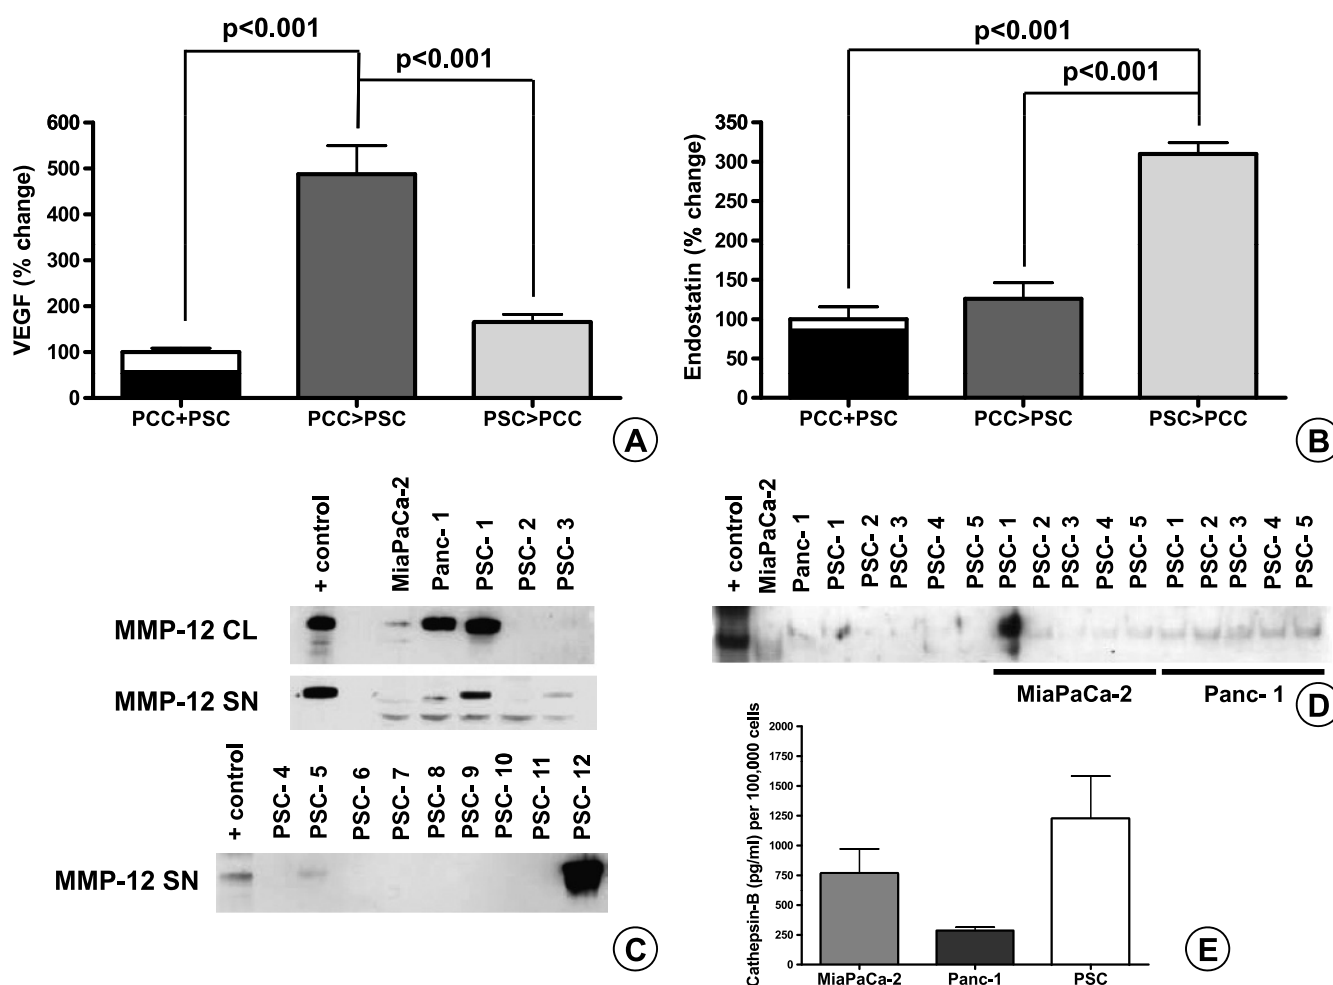 p<0.001
p<0.001
VEGF (% change)
600
500
400
300
200
100
0
PCC+PSC PCC>PSC PSC>PCC
A
p<0.001
p<0.001
Endostatin (% change)
350
300
250
200
150
100
50
0
PCC+PSC PCC>PSC PSC>PCC
B
+ control MiaPaCa-2 Panc- 1 PSC- 1 PSC- 2 PSC- 3
MMP-12 CL
MMP-12 SN
+ control PSC- 4 PSC- 5 PSC- 6 PSC- 7 PSC- 8 PSC- 9 PSC- 10 PSC- 11 PSC- 12
MMP-12 SN
C
+ control MiaPaCa-2 Panc- 1 PSC- 1 PSC- 2 PSC- 3 PSC- 4 PSC- 5 PSC- 1 PSC- 2 PSC- 3 PSC- 4 PSC- 5 PSC- 1 PSC- 2 PSC- 3 PSC- 4 PSC- 5
MiaPaCa-2 Panc- 1
D
Cathepsin-B (pg/ml) per 100,000 cells
2000
1750
1500
1250
1000
750
500
250
0
MiaPaCa-2 Panc-1 PSC
E